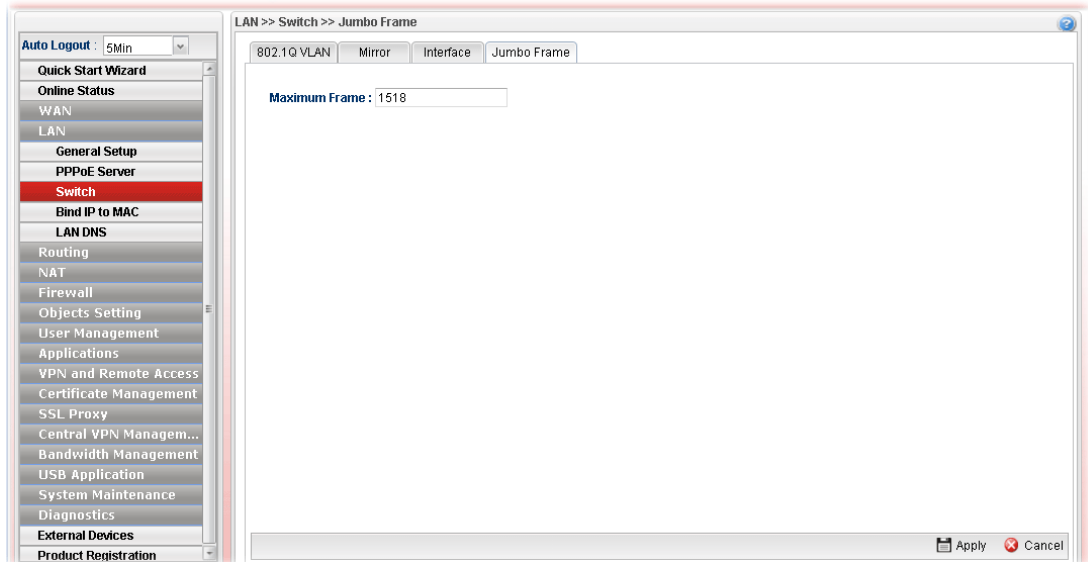 LAN >> Switch >> Jumbo Frame
Auto Logout : 5Min
802.1Q VLAN Mirror Interface Jumbo Frame
Quick Start Wizard
Online Status
WAN
LAN
General Setup
PPPoE Server
Switch
Bind IP to MAC
LAN DNS
Routing
NAT
Firewall
Objects Setting
User Management
Applications
VPN and Remote Access
Certificate Management
SSL Proxy
Central VPN Managem...
Bandwidth Management
USB Application
System Maintenance
Diagnostics
External Devices
Product Registration
Maximum Frame : 1518
Apply Cancel